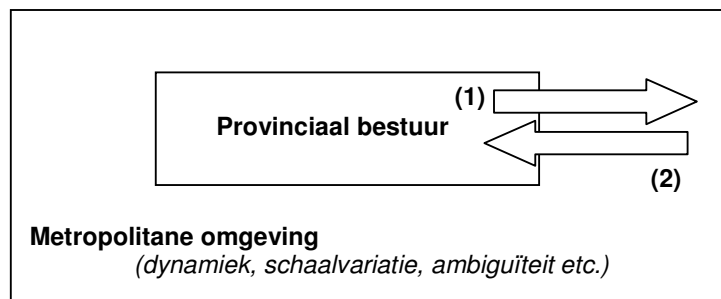 (1)
Provinciaal bestuur
(2)
Metropolitane omgeving
(dynamiek, schaalvariatie, ambiguïteit etc.)